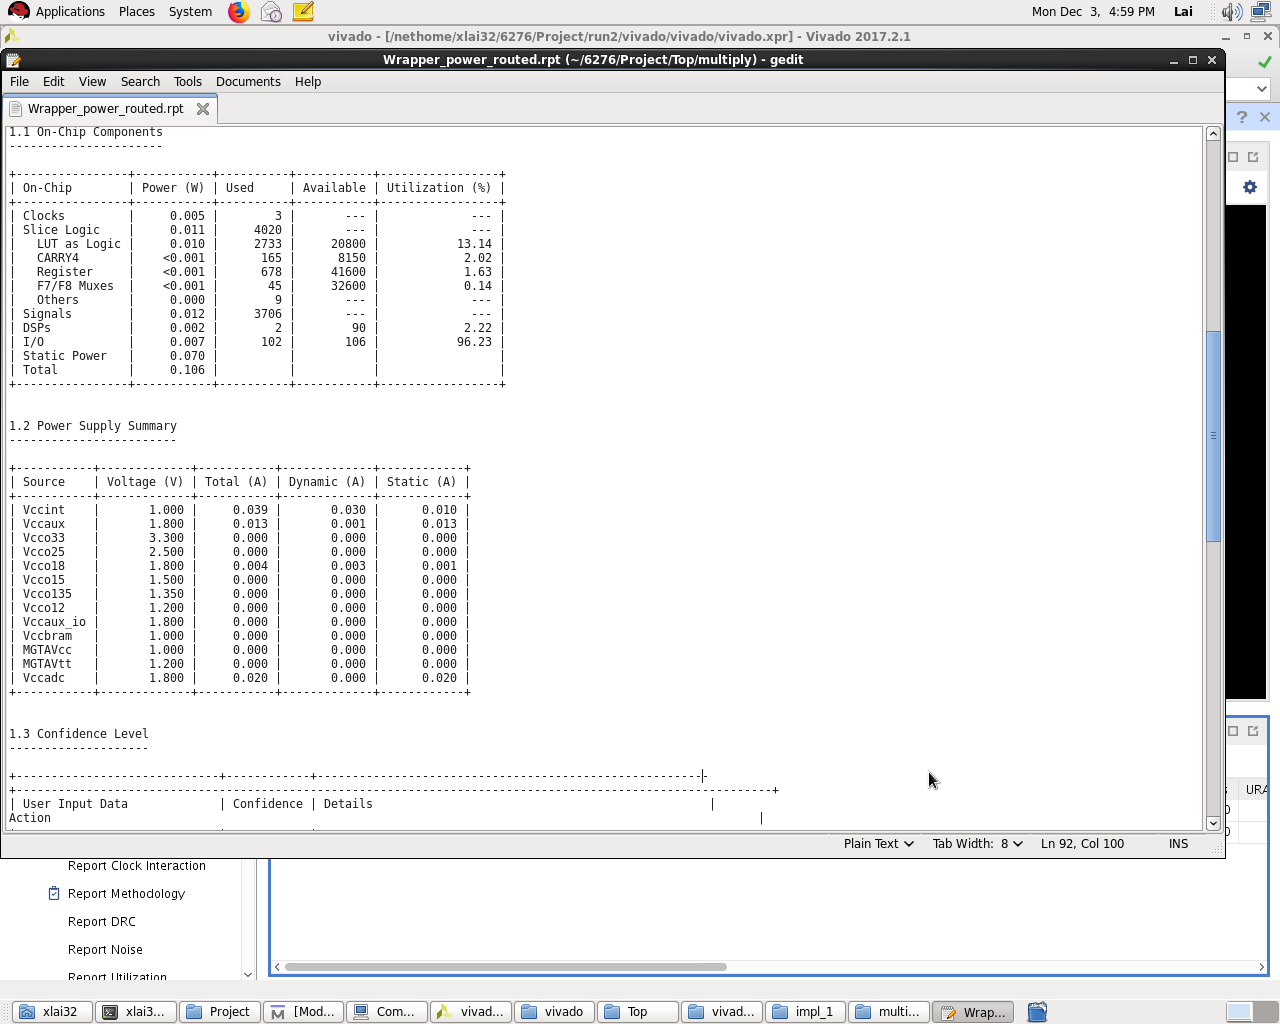 Applications Places System Mon Dec 3, 4:59 PM Lai
vivado - [/nethome/xlai32/6276/Project/run2/vivado/vivado/vivado.xpr] - Vivado 2017.2.1
Wrapper_power_routed.rpt (~/6276/Project/Top/multiply) - gedit
File Edit View Search Tools Documents Help
Wrapper_power_routed.rpt
1.1 On-Chip Components
----------------------
+----------------+-----------+----------+-----------+-----------------+
| On-Chip        | Power (W) | Used     | Available | Utilization (%) |
+----------------+-----------+----------+-----------+-----------------+
| Clocks         |     0.005 |        3 |       --- |             --- |
| Slice Logic    |     0.011 |     4020 |       --- |             --- |
|   LUT as Logic |     0.010 |     2733 |     20800 |           13.14 |
|   CARRY4       |    <0.001 |      165 |      8150 |            2.02 |
|   Register     |    <0.001 |      678 |     41600 |            1.63 |
|   F7/F8 Muxes  |    <0.001 |       45 |     32600 |            0.14 |
|   Others       |     0.000 |        9 |       --- |             --- |
| Signals        |     0.012 |     3706 |       --- |             --- |
| DSPs           |     0.002 |        2 |        90 |            2.22 |
| I/O            |     0.007 |      102 |       106 |           96.23 |
| Static Power   |     0.070 |          |           |                 |
| Total          |     0.106 |          |           |                 |
+----------------+-----------+----------+-----------+-----------------+
1.2 Power Supply Summary
------------------------
+-----------+-------------+-----------+-------------+------------+
| Source    | Voltage (V) | Total (A) | Dynamic (A) | Static (A) |
+-----------+-------------+-----------+-------------+------------+
| Vccint    |       1.000 |     0.039 |       0.030 |      0.010 |
| Vccaux    |       1.800 |     0.013 |       0.001 |      0.013 |
| Vcco33    |       3.300 |     0.000 |       0.000 |      0.000 |
| Vcco25    |       2.500 |     0.000 |       0.000 |      0.000 |
| Vcco18    |       1.800 |     0.004 |       0.003 |      0.001 |
| Vcco15    |       1.500 |     0.000 |       0.000 |      0.000 |
| Vcco135   |       1.350 |     0.000 |       0.000 |      0.000 |
| Vcco12    |       1.200 |     0.000 |       0.000 |      0.000 |
| Vccaux_io |       1.800 |     0.000 |       0.000 |      0.000 |
| Vccbram   |       1.000 |     0.000 |       0.000 |      0.000 |
| MGTAVcc   |       1.000 |     0.000 |       0.000 |      0.000 |
| MGTAVtt   |       1.200 |     0.000 |       0.000 |      0.000 |
| Vccadc    |       1.800 |     0.020 |       0.000 |      0.020 |
+-----------+-------------+-----------+-------------+------------+
1.3 Confidence Level
--------------------
+-----------------------------+------------+--------------------------------------------------------
+--------------------------------------------------------------------------------------------------------------+
| User Input Data             | Confidence | Details                                                |
Action                                                                                                     |
URA
Plain Text Tab Width: 8 Ln 92, Col 100 INS
Report Clock Interaction
Report Methodology
Report DRC
Report Noise
Report Utilization
xlai32 xlai3... Project [Mod... Com... vivad... vivado Top vivad... impl_1 multi... Wrap...